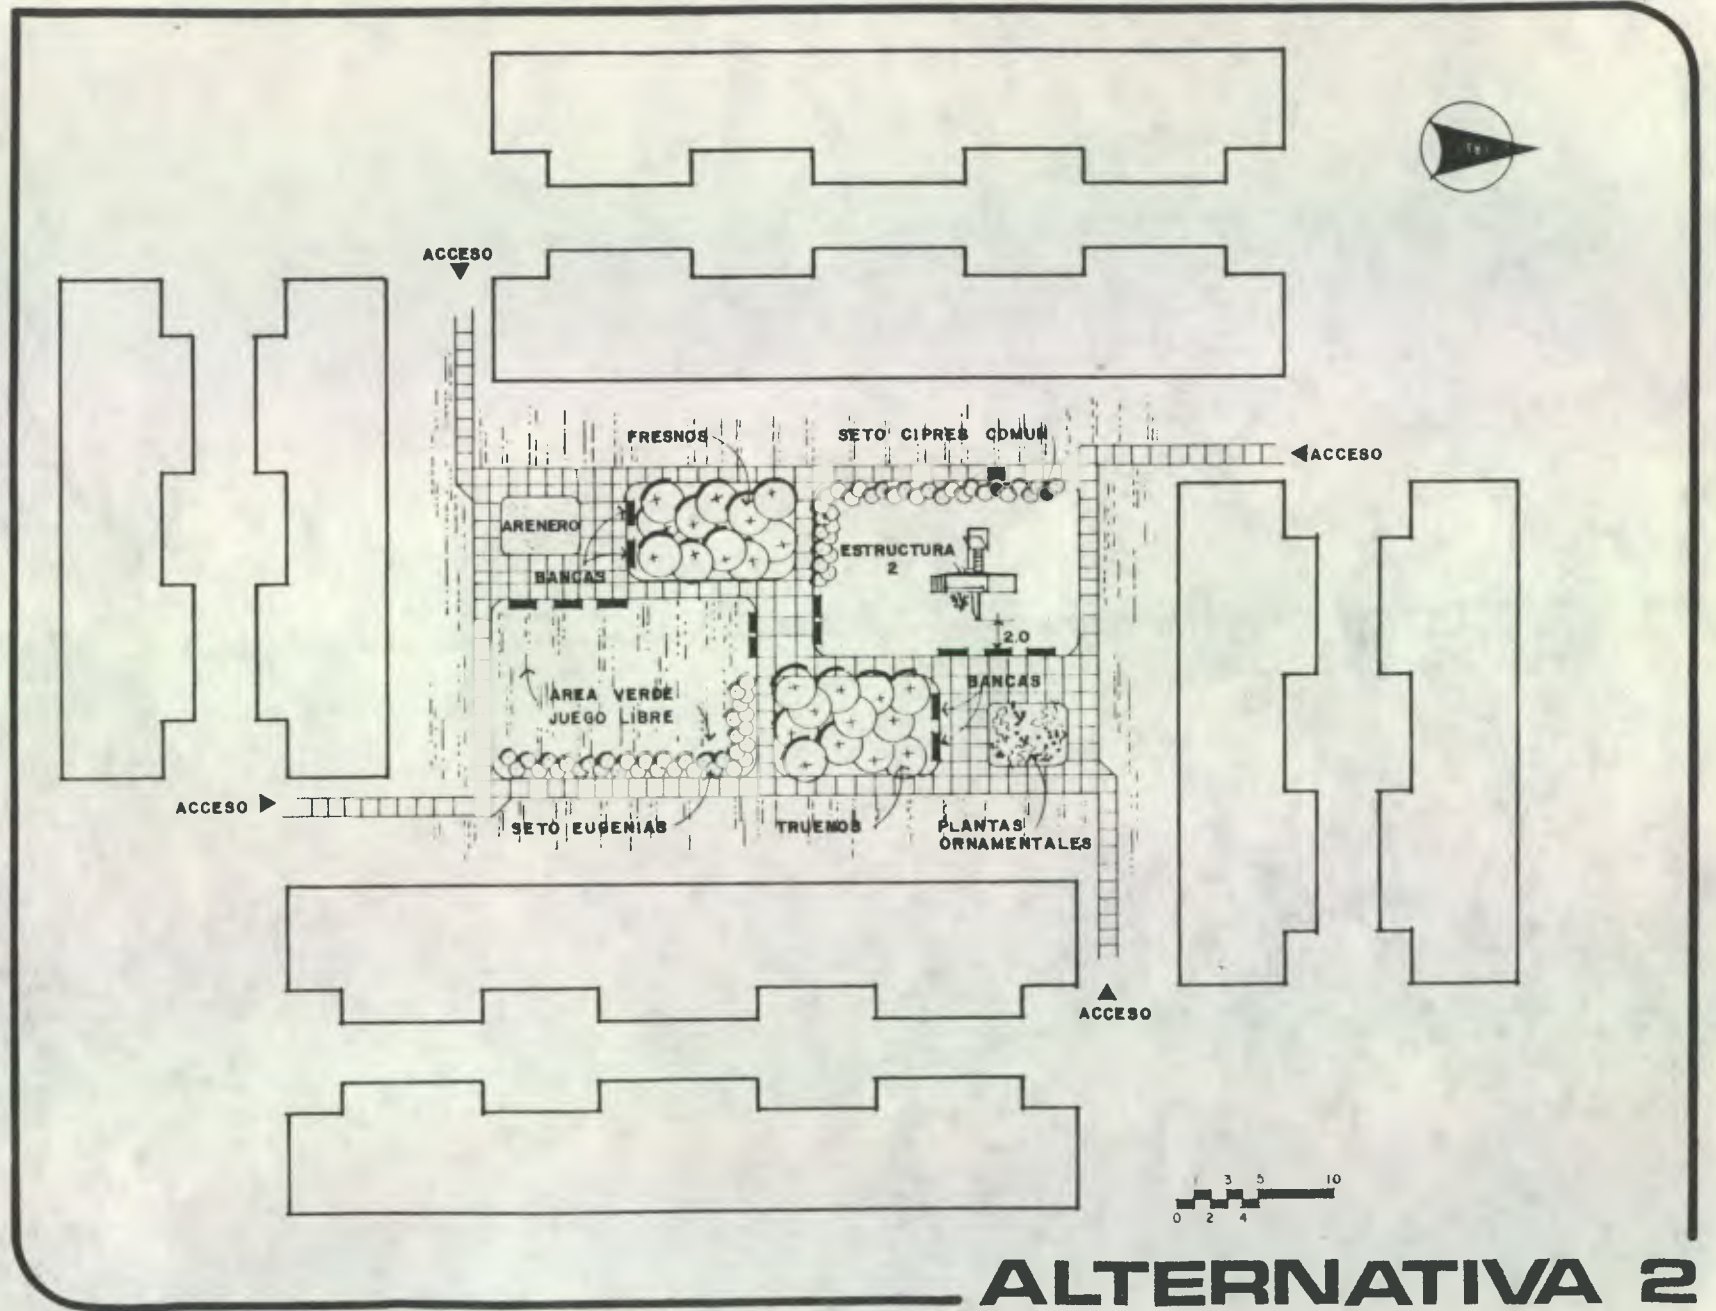 ACCESO
FRESNOS
SETO CIPRES COMUN
ACCESO
ARENERO
ESTRUCTURA
2
BANCAS
2.0
BANCAS
AREA VERDE
JUEGO LIBRE
ACCESO
SETO EUGENIAS
TRUENOS
PLANTAS
ORNAMENTALES
ACCESO
1 3 5 10
0 2 4
ALTERNATIVA 2